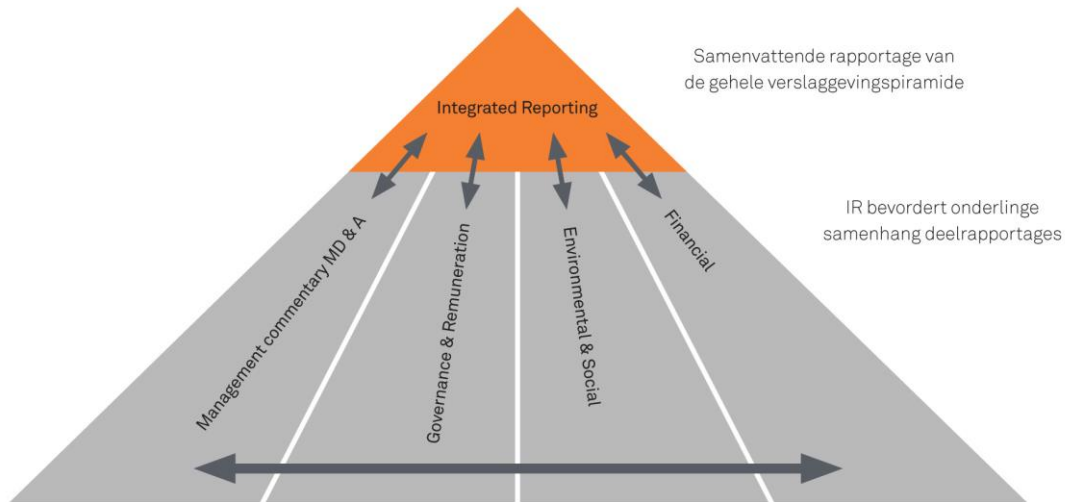 Samenvattende rapportage van
de gehele verslaggevingspiramide
Integrated Reporting
IR bevordert onderlinge
samenhang deelrapportages
Management commentary MD & A
Governance & Remuneration
Environmental & Social
Financial